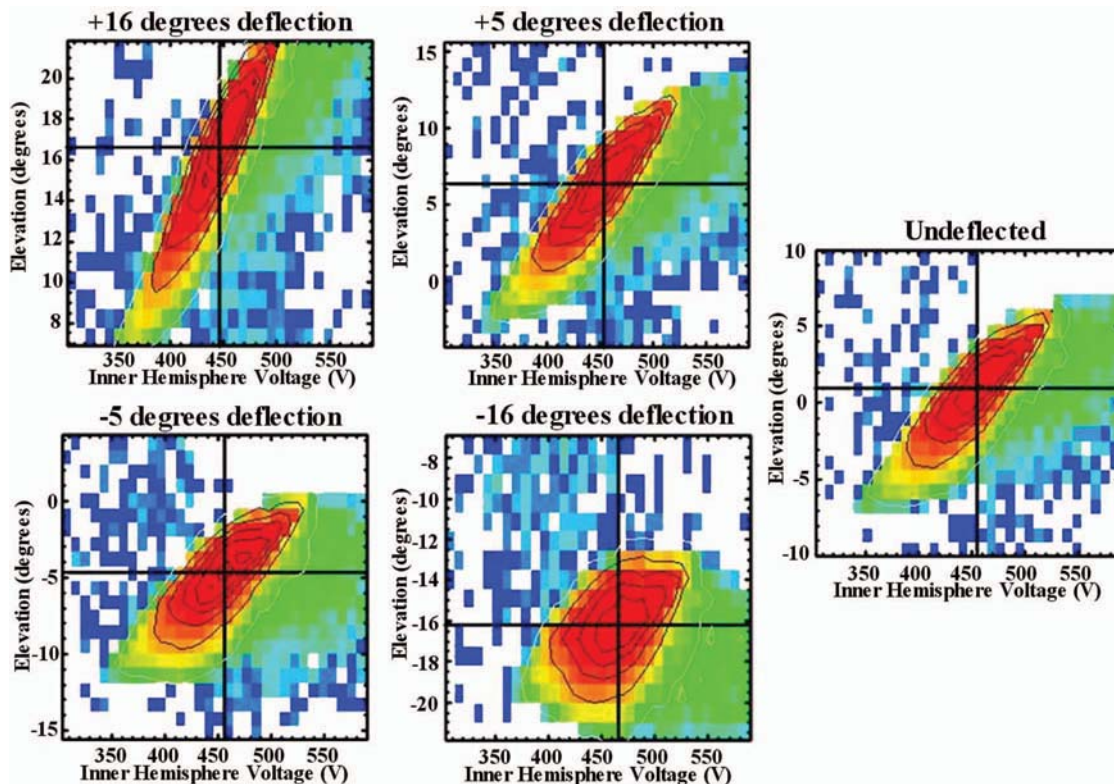 +16 degrees deflection
Elevation (degrees)
20
18
16
14
12
10
8
350 400 450 500 550
Inner Hemisphere Voltage (V)
+5 degrees deflection
Elevation (degrees)
15
10
5
0
350 400 450 500 550
Inner Hemisphere Voltage (V)
Undeflected
Elevation (degrees)
10
5
0
-5
-10
350 400 450 500 550
Inner Hemisphere Voltage (V)
-5 degrees deflection
Elevation (degrees)
0
-5
-10
-15
350 400 450 500 550
Inner Hemisphere Voltage (V)
-16 degrees deflection
Elevation (degrees)
-8
-10
-12
-14
-16
-18
-20
350 400 450 500 550
Inner Hemisphere Voltage (V)